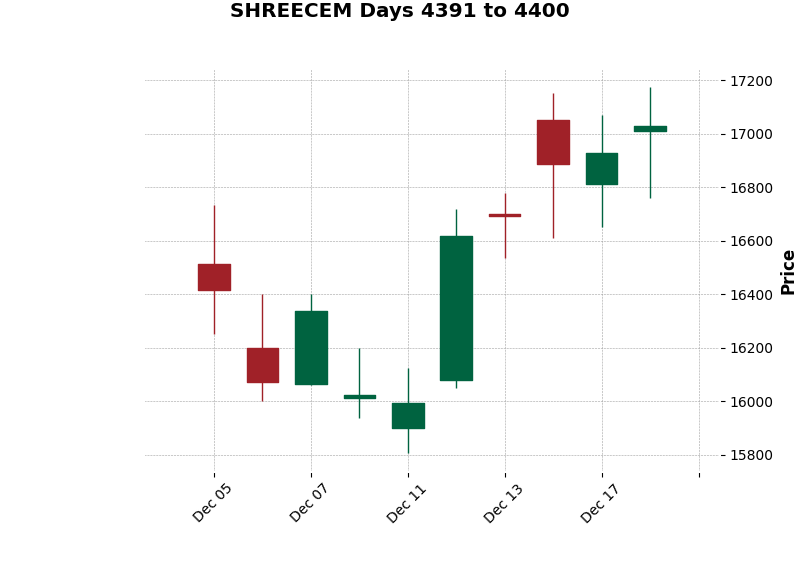 SHREECEM Days 4391 to 4400
17200
17000
16800
16600
16400
16200
16000
15800
Price
Dec 05
Dec 07
Dec 11
Dec 13
Dec 17